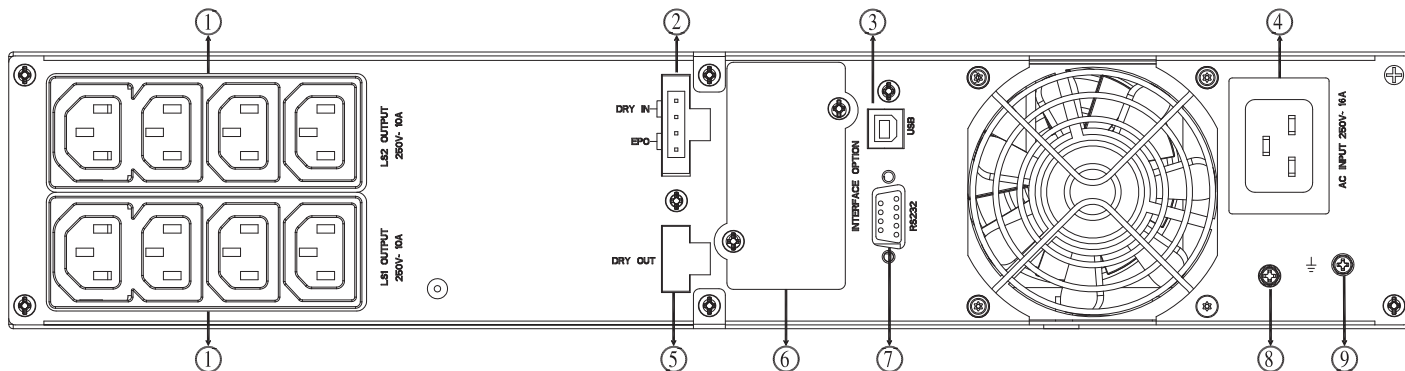 ① ② ③ ④
LS2 OUTPUT
250V~ 10A
DRY IN
EPO
USB
INTERFACE OPTION
AC INPUT 250V~ 16A
LS1 OUTPUT
250V~ 10A
DRY OUT
RS232
① ⑤ ⑥ ⑦ ⑧ ⑨